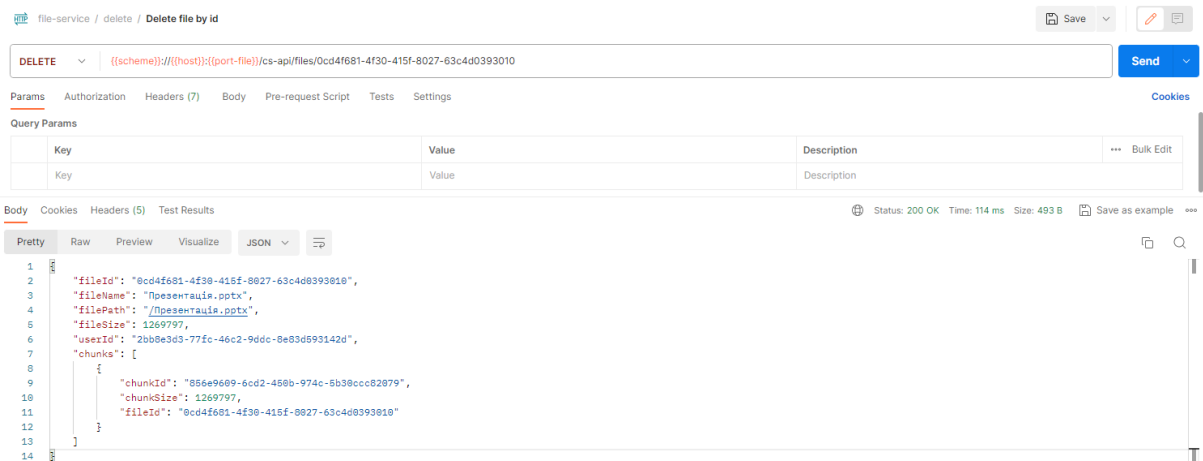 HTTP file-service / delete / Delete file by id Save
DELETE {{scheme}}://{{host}}:{{port-file}}/cs-api/files/0cd4f681-4f30-415f-8027-63c4d0393010 Send
Params Authorization Headers (7) Body Pre-request Script Tests Settings Cookies
Query Params
Key Value Description ••• Bulk Edit
Key Value Description
Body Cookies Headers (5) Test Results Status: 200 OK Time: 114 ms Size: 493 B Save as example
Pretty Raw Preview Visualize JSON
1 {
2 "fileId": "0cd4f681-4f30-415f-8027-63c4d0393010",
3 "fileName": "Презентація.pptx",
4 "filePath": "/Презентація.pptx",
5 "fileSize": 1269797,
6 "userId": "2bb8e3d3-77fc-46c2-9ddc-8e83d593142d",
7 "chunks": [
8 {
9 "chunkId": "856e9609-6cd2-450b-974c-5b30ccc82079",
10 "chunkSize": 1269797,
11 "fileId": "0cd4f681-4f30-415f-8027-63c4d0393010"
12 }
13 ]
14 }